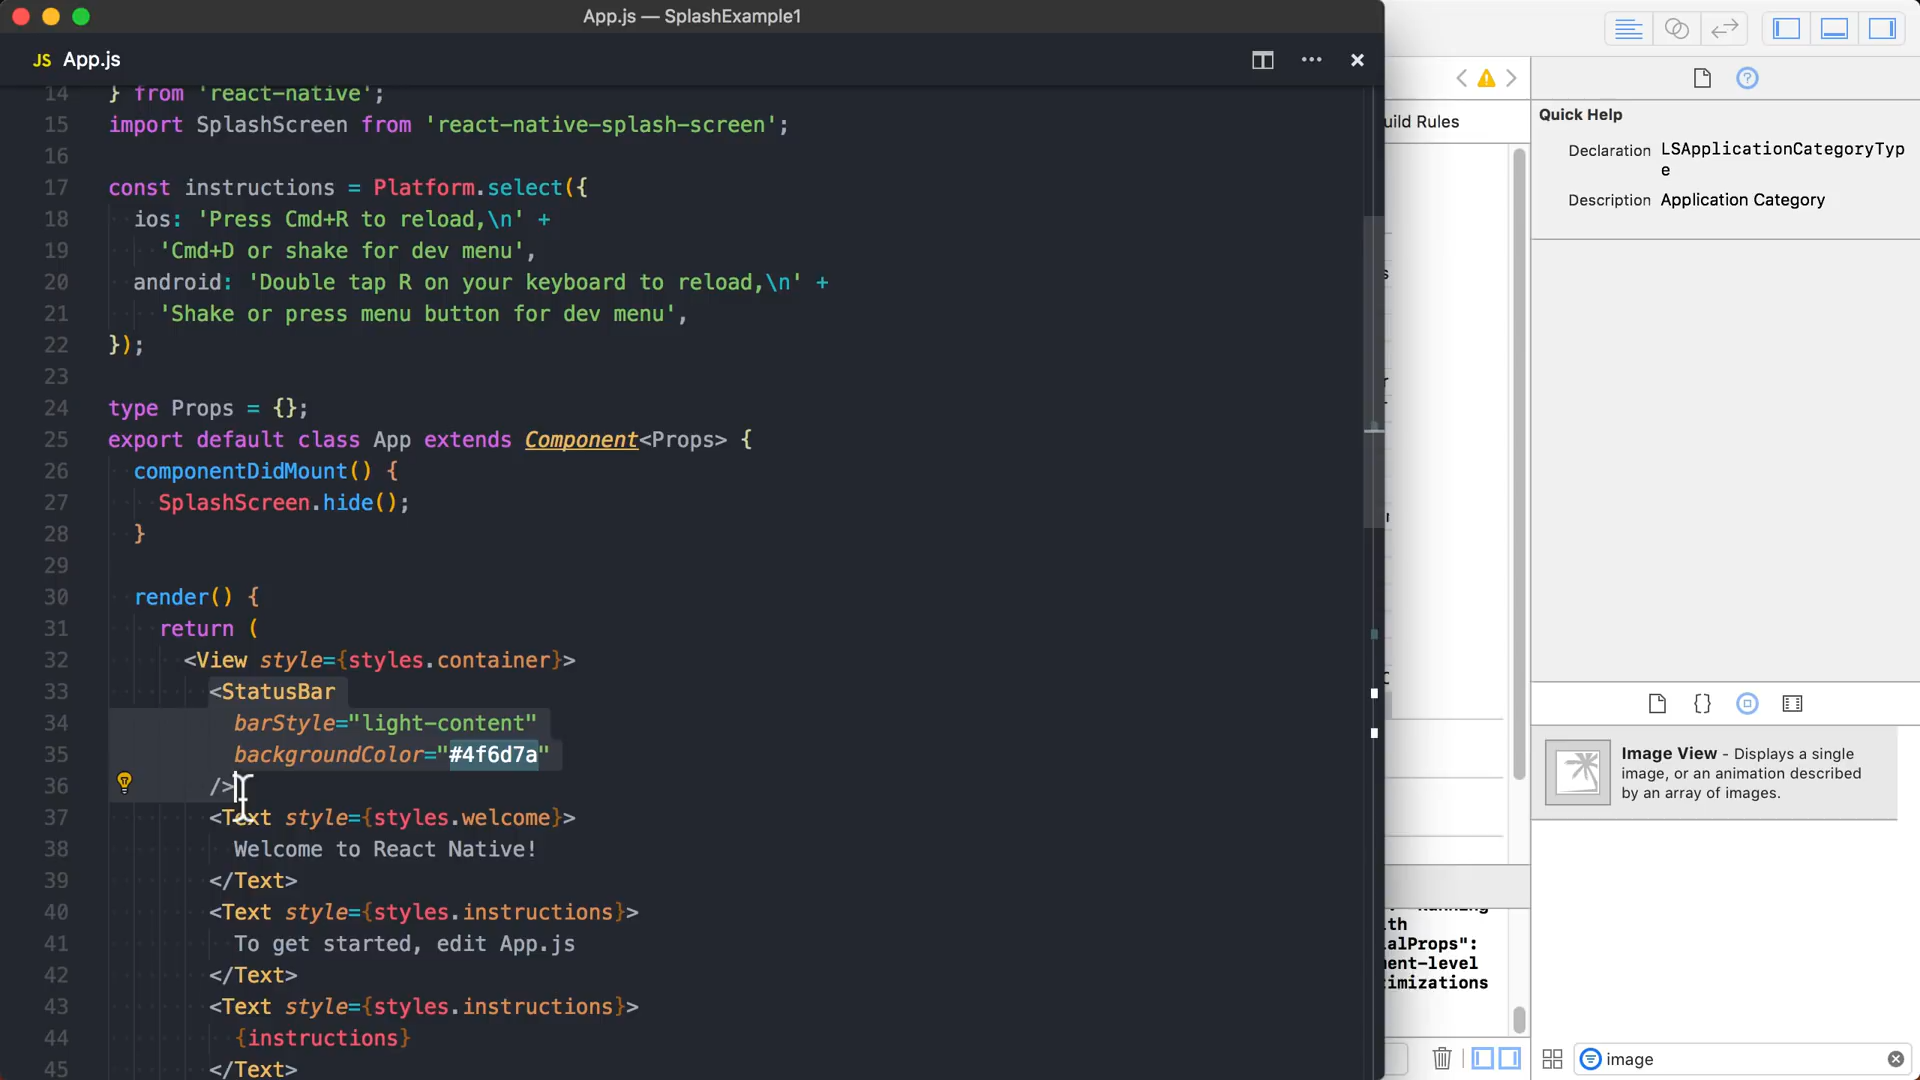 App.js — SplashExample1
JS App.js
14 } from 'react-native';
15 import SplashScreen from 'react-native-splash-screen';
16
17 const instructions = Platform.select({
18 ios: 'Press Cmd+R to reload,\n' +
19 'Cmd+D or shake for dev menu',
20 android: 'Double tap R on your keyboard to reload,\n' +
21 'Shake or press menu button for dev menu',
22 });
23
24 type Props = {};
25 export default class App extends Component<Props> {
26 componentDidMount() {
27 SplashScreen.hide();
28 }
29
30 render() {
31 return (
32 <View style={styles.container}>
33 <StatusBar
34 barStyle="light-content"
35 backgroundColor="#4f6d7a"
36 />
37 <Text style={styles.welcome}>
38 Welcome to React Native!
39 </Text>
40 <Text style={styles.instructions}>
41 To get started, edit App.js
42 </Text>
43 <Text style={styles.instructions}>
44 {instructions}
45 </Text>
uild Rules
alProps":
ment-level
timizations
Quick Help
Declaration LSApplicationCategoryTyp
e
Description Application Category
Image View - Displays a single
image, or an animation described
by an array of images.
image